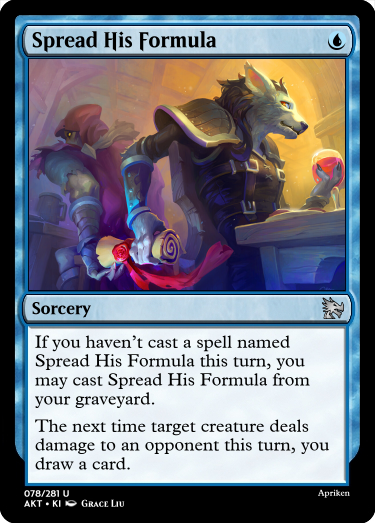 Spread His Formula
Sorcery
If you haven't cast a spell named
Spread His Formula this turn, you
may cast Spread His Formula from
your graveyard.
The next time target creature deals
damage to an opponent this turn, you
draw a card.
078/281 U
AKT • KI Grace Liu
Apriken